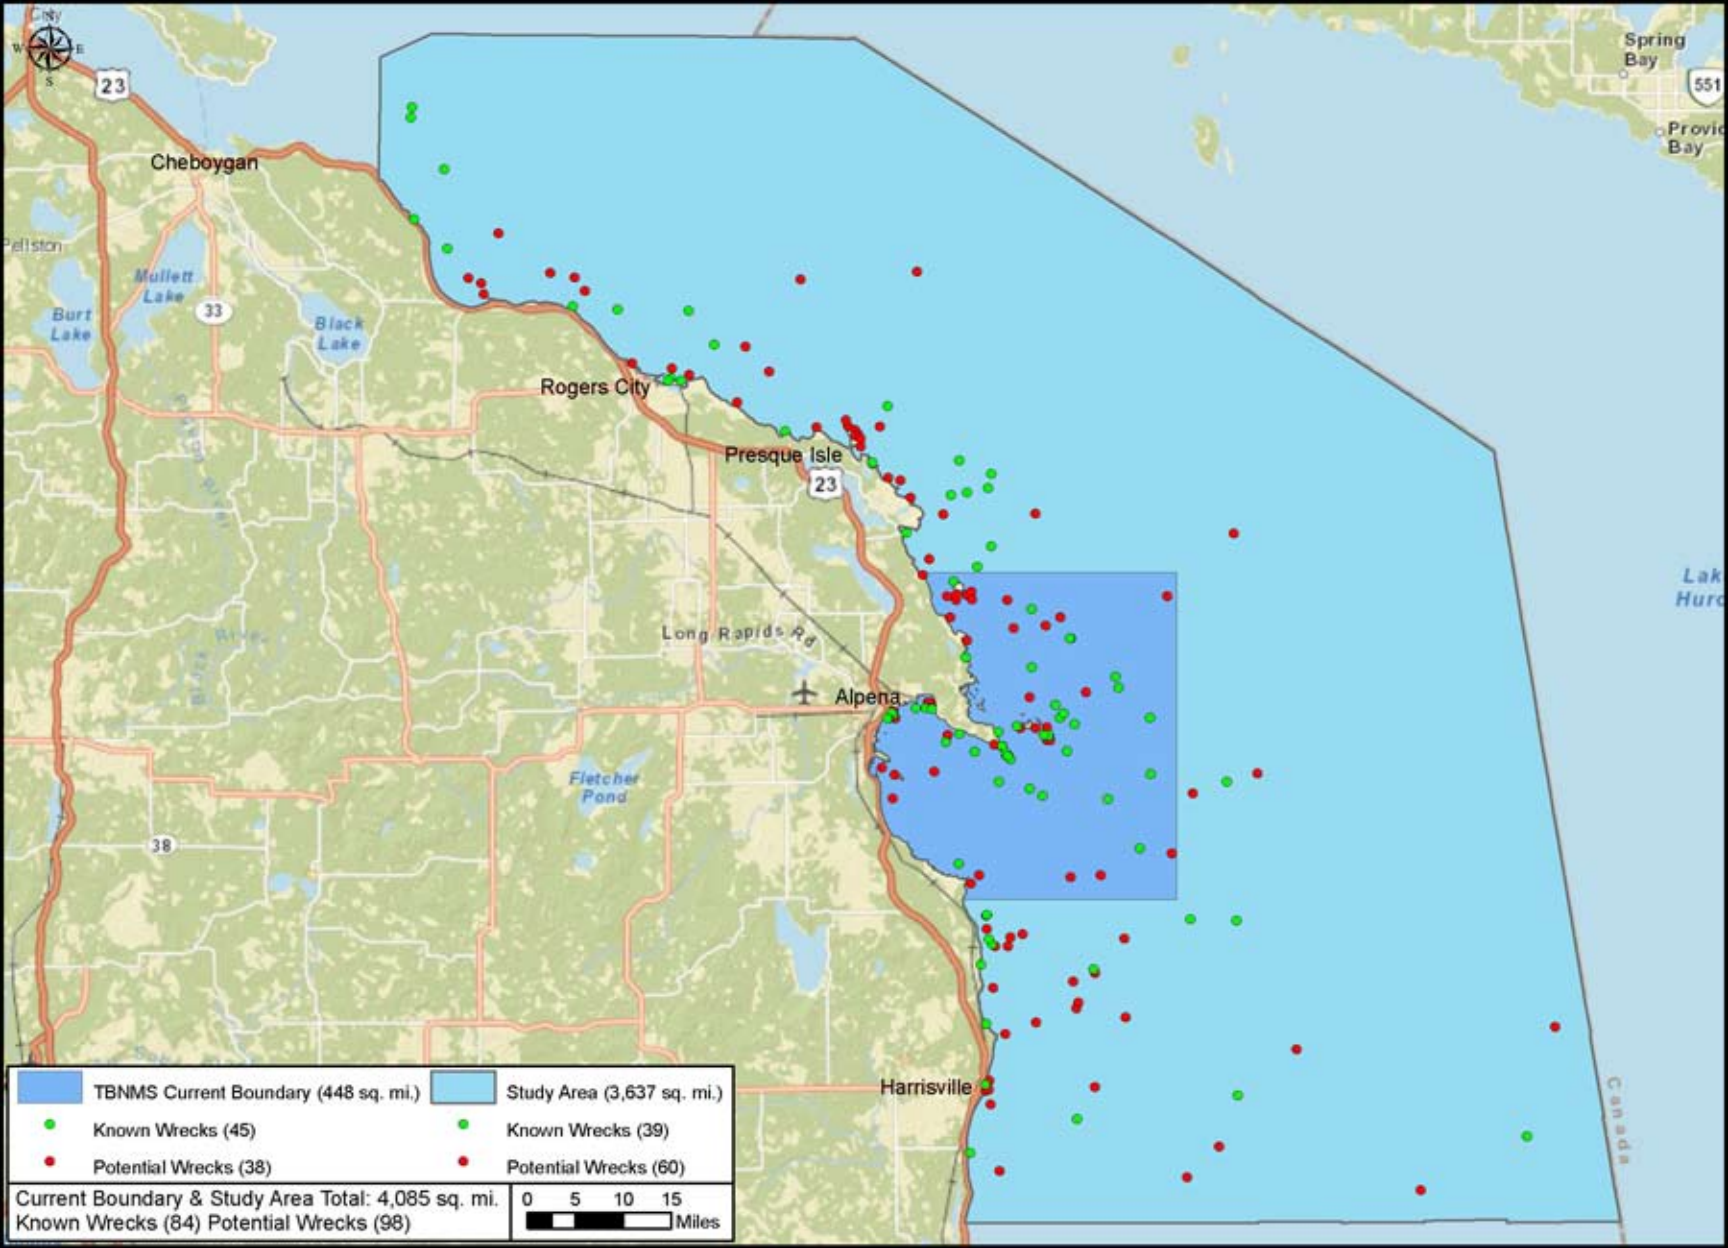 City
W E
S
23
Cheboygan
Spring
Bay
551
Bay
Pellston
Mullett
Lake
33
Burt
Lake
Black
Lake
Rogers City
Presque Isle
23
Long Rapids Rd
Alpena
Fletcher
Pond
38
Harrisville
Canada
TBNMS Current Boundary (448 sq. mi.)
Study Area (3,637 sq. mi.)
Known Wrecks (45)
Known Wrecks (39)
Potential Wrecks (38)
Potential Wrecks (60)
Current Boundary & Study Area Total: 4,085 sq. mi.
Known Wrecks (84) Potential Wrecks (98)
0 5 10 15
Miles